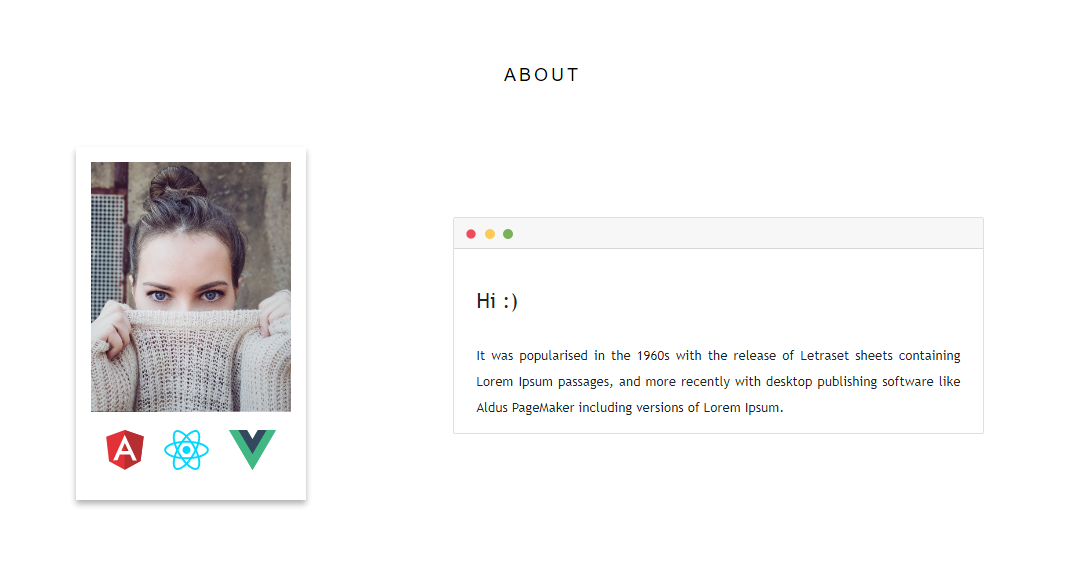 ABOUT
A
Hi :)
It was popularised in the 1960s with the release of Letraset sheets containing
Lorem Ipsum passages, and more recently with desktop publishing software like
Aldus PageMaker including versions of Lorem Ipsum.